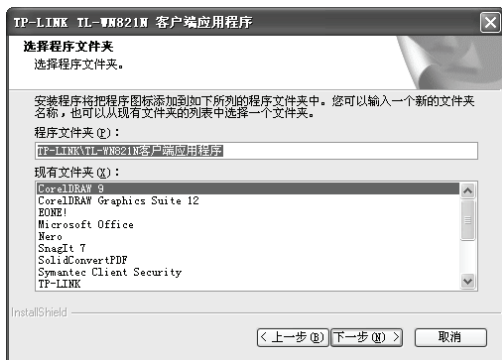 TP-LINK TL-WN821N 客户端应用程序
选择程序文件夹
选择程序文件夹。
安装程序将把程序图标添加到如下所列的程序文件夹中。您可以输入一个新的文件夹
名称，也可以从现有文件夹的列表中选择一个文件夹。
程序文件夹(P)：
TP-LINK\TL-WN821N客户端应用程序
现有文件夹(X)：
CorelDRAW 9
CorelDRAW Graphics Suite 12
EONE!
Microsoft Office
Nero
SnagIt 7
SolidConvertPDF
Symantec Client Security
TP-LINK
InstallShield
< 上一步(B) 下一步(N) > 取消